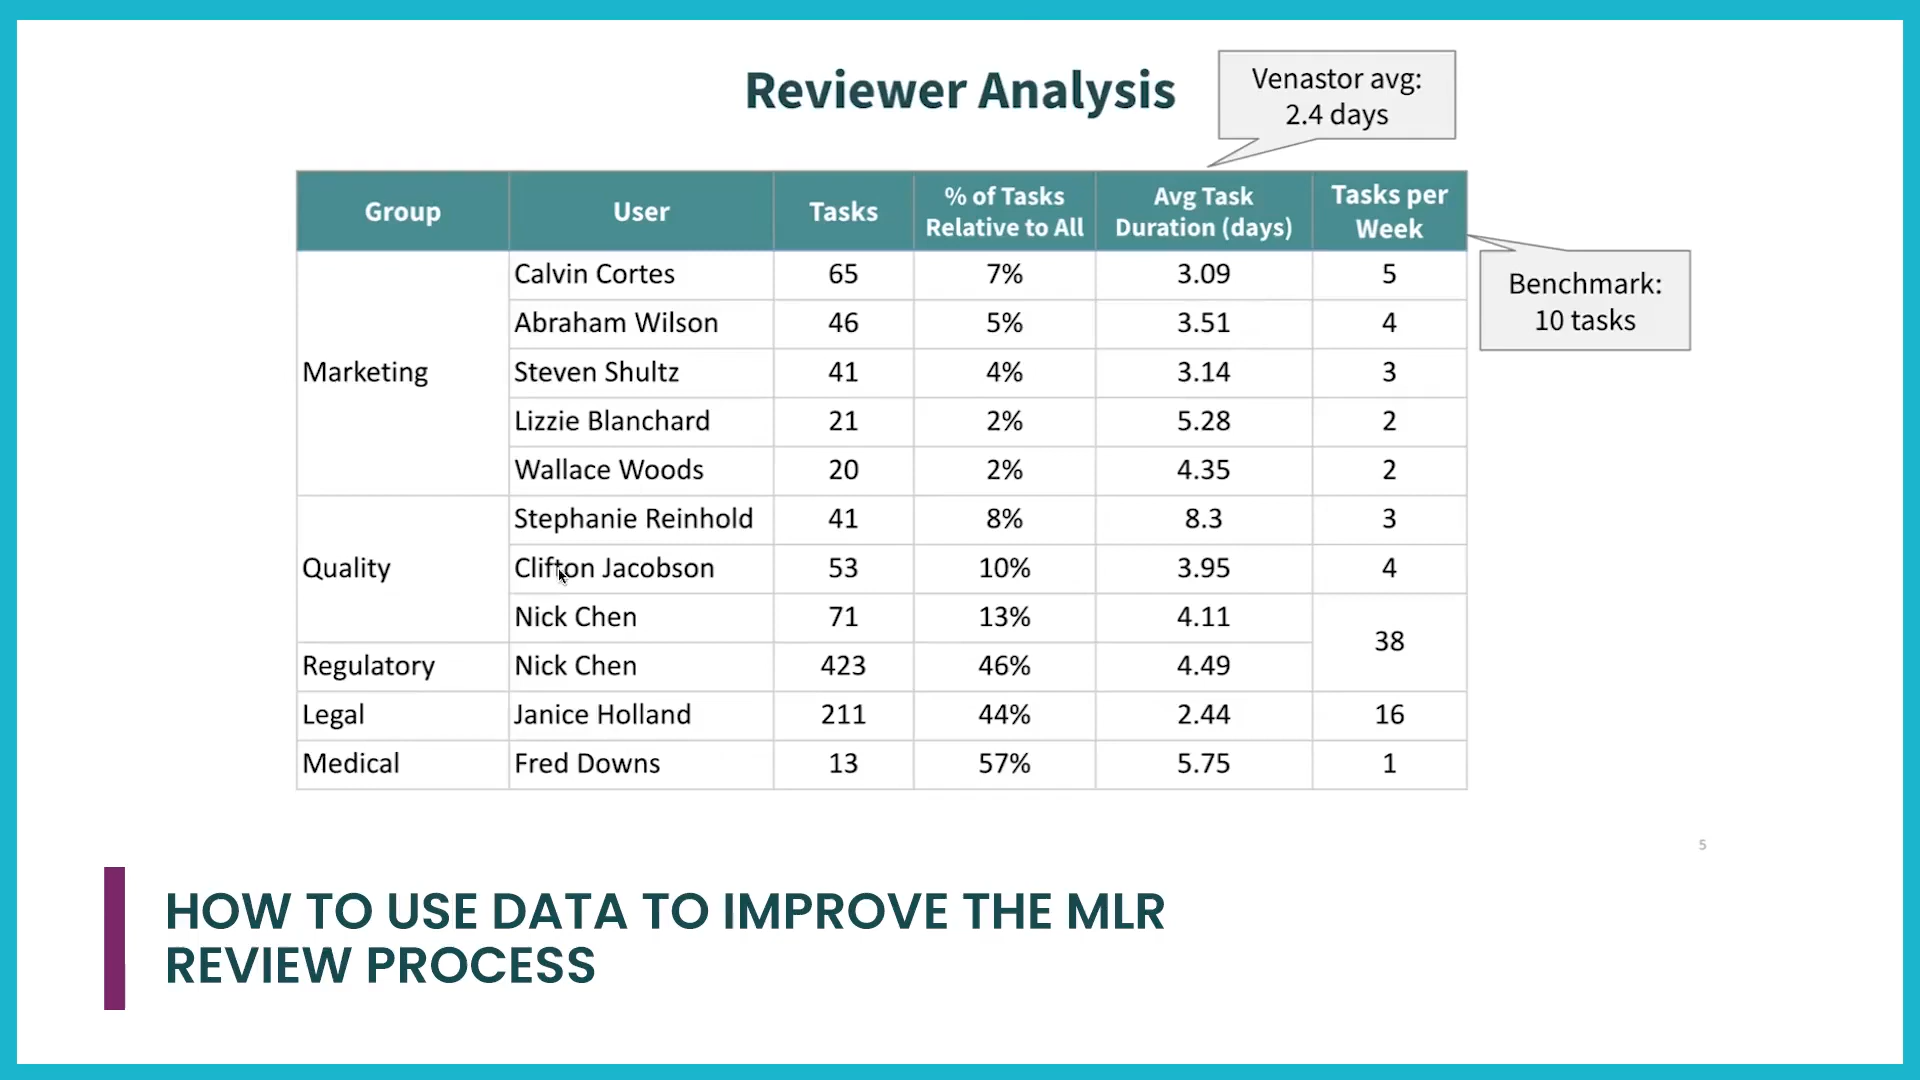 Reviewer Analysis
Venastor avg:
2.4 days
Group User Tasks % of Tasks Relative to All Avg Task Duration (days) Tasks per Week
Benchmark:
10 tasks
Marketing
Calvin Cortes 65 7% 3.09 5
Abraham Wilson 46 5% 3.51 4
Steven Shultz 41 4% 3.14 3
Lizzie Blanchard 21 2% 5.28 2
Wallace Woods 20 2% 4.35 2
Quality
Stephanie Reinhold 41 8% 8.3 3
Clifton Jacobson 53 10% 3.95 4
Nick Chen 71 13% 4.11
38
Regulatory Nick Chen 423 46% 4.49
Legal Janice Holland 211 44% 2.44 16
Medical Fred Downs 13 57% 5.75 1
5
HOW TO USE DATA TO IMPROVE THE MLR
REVIEW PROCESS